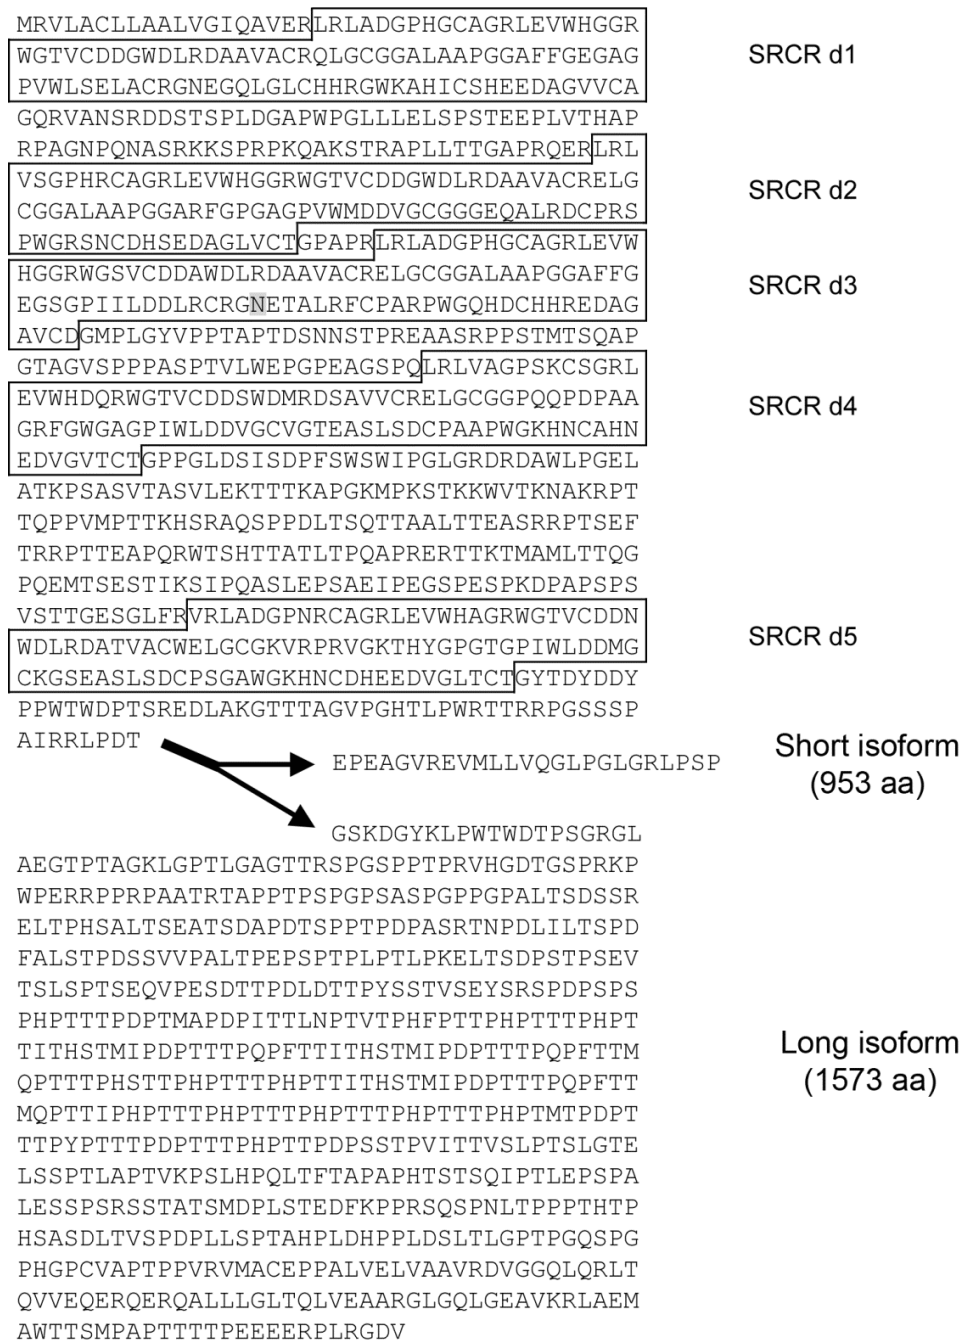 MRVLACLLAALVGIQAVERLRLADGPHGCAGRLEVWHGGR
WGTVCDDGWDLRDAAVACRQLGCGGALAAPGGAFFGEGAG
SRCR d1
PVWLSELACRGNEGQLGLCHHRGWKAHICSHEEDAGVVCA
GQRVANSRDDSTSPLDGAPWPGLLLELSPSTEEPLVTHAP
RPAGNPQNASRKKSPRPKQAKSTRAPLLTTGAPRQERLRL
VSGPHRCAGRLEVWHGGRWGTVCDDGWDLRDAAVACRELG
SRCR d2
CGGALAAPGGARFGPGAGPVWMDDVGCGGGEQALRDCPRS
PWGRSNCDHSEDAGLVCTGPAPRLRLADGPHGCAGRLEVW
HGGRWGSVCDDAWDLRDAAVACRELGCGGALAAPGGAFFG
SRCR d3
EGSGPIILDDLRCRGNETALRFCPARPWGQHDCHHREDAG
AVCDGMPLGYVPPTAPTDSNNSTPREAASRPPSTMTSQAP
GTAGVSPPPASPTVLWEPGPEAGSPQLRLVAGPSKCSGRL
EVWHDQRWGTVCDDSWDMRDSAVVCRELGCGGPQQPDPAA
SRCR d4
GRFGWGAGPIWLDDVGCVGTEASLSDCPAAPWGKHNCAHN
EDVGVTCTGPPGLDSISDPFSWSWIPGLGRDRDAWLPGEL
ATKPSASVTASVLEKTTTKAPGKMPKSTKKWVTKNAKRPT
TQPPVMPTTKHSRAQSPPDLTSQTTAALTTEASRRPTSEF
TRRPTTEAPQRWTSHTTATLTPQAPRERTTKTMAMLTTQG
PQEMTSESTIKSIPQASLEPSAEIPEGSPESPKDPAPSPS
VSTTGESGLFRVRLADGPNRCAGRLEVWHAGRWGTVCDDN
WDLRDATVACWELGCGKVRPRVGKTHYGPGTGPIWLDDMG
SRCR d5
CKGSEASLSDCPSGAWGKHNCDHEEDVGLTCTGYTDYDDY
PPWTWDPTSREDLAKGTTTAGVPGHTLPWRTTRRPGSSSP
AIRRLPDT
EPEAGVREVMLLVQGLPGLGRLPSP
Short isoform
(953 aa)
GSKDGYKLPWTWDTPSGRGL
AEGTPTAGKLGPTLGAGTTRSPGSPPTPRVHGDTGSPRKP
WPERRPPRPAATRTAPPTPSPGPSASPGPPGPALTSDSSR
ELTPHSALTSEATSDAPDTSPPTPDPASRTNPDLILTSPD
FALSTPDSSVVPALTPEPSPTPLPTLPKELTSDPSTPSEV
TSLSPTSEQVPESDTTPDLDTTPYSSTVSEYSRSPDPSPS
PHPTTTPDPTMAPDPITTLNPTVTPHFPTTPHPTTTPHPT
TITHSTMIPDPTTTPQPFTTITHSTMIPDPTTTPQPFTTM
QPTTTPHSTTPHPTTTPHPTTITHSTMIPDPTTTPQPFTT
MQPTTIPHPTTTPHPTTTPHPTTTPHPTTTPHPTMTPDPT
TTPYPTTTPDPTTTPHPTTPDPSSTPVITTVSLPTSLGTE
LSSPTLAPTVKPSLHPQLTFTAPAPHTSTSQIPTLEPSPA
LESSPSRSSTATSMDPLSTEDFKPPRSQSPNLTPPPTHTP
HSASDLTVSPDPLLSPTAHPLDHPPLDSLTLGPTPGQSPG
PHGPCVAPTPPVRVMACEPPALVELVAAVRDVGGQLQRLT
QVVEQERQERQALLLGLTQLVEAARGLGQLGEAVKRLAEM
AWTTSMPAPTTTTPEEEERPLRGDV
Long isoform
(1573 aa)